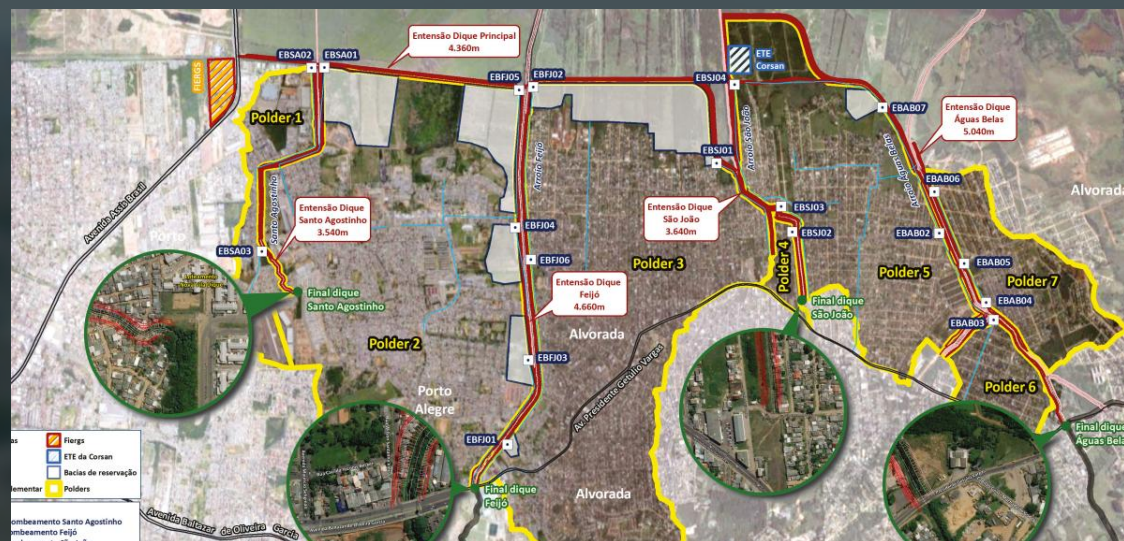 EBSA02
EBSA01
Entensão Dique Principal
4.360m
FIERGS
EBFJ05
EBFJ02
ETE
Corsan
EBSJ04
EBAB07
Entensão Dique
Águas Belas
5.040m
Polder 1
Avenida Assis Brasil
Santo Agostinho
Arroio Feijó
Arroio São João
Arroio Águas Belas
EBSJ01
EBAB06
Alvorada
Entensão Dique
Santo Agostinho
3.540m
Entensão Dique
São João
3.640m
EBSJ03
EBSJ02
EBSA03
EBFJ04
EBAB02
EBFJ06
Polder 3
Polder 4
Polder 5
EBAB05
Polder 7
Final dique
Santo Agostinho
Entensão Dique
Feijó
4.660m
Final dique
São João
EBAB04
EBAB03
Polder 2
Alvorada
EBFJ03
Av. Presidente Getulio Vargas
Polder 6
Porto
Alegre
EBFJ01
Final dique
Águas Bela
Final dique
Feijó
Alvorada
as
Fiergs
ETE da Corsan
Bacias de reservação
lementar
Polders
ombeamento Santo Agostinho
ombeamento Feijó
Avenida Baltazar de Oliveira Garcia